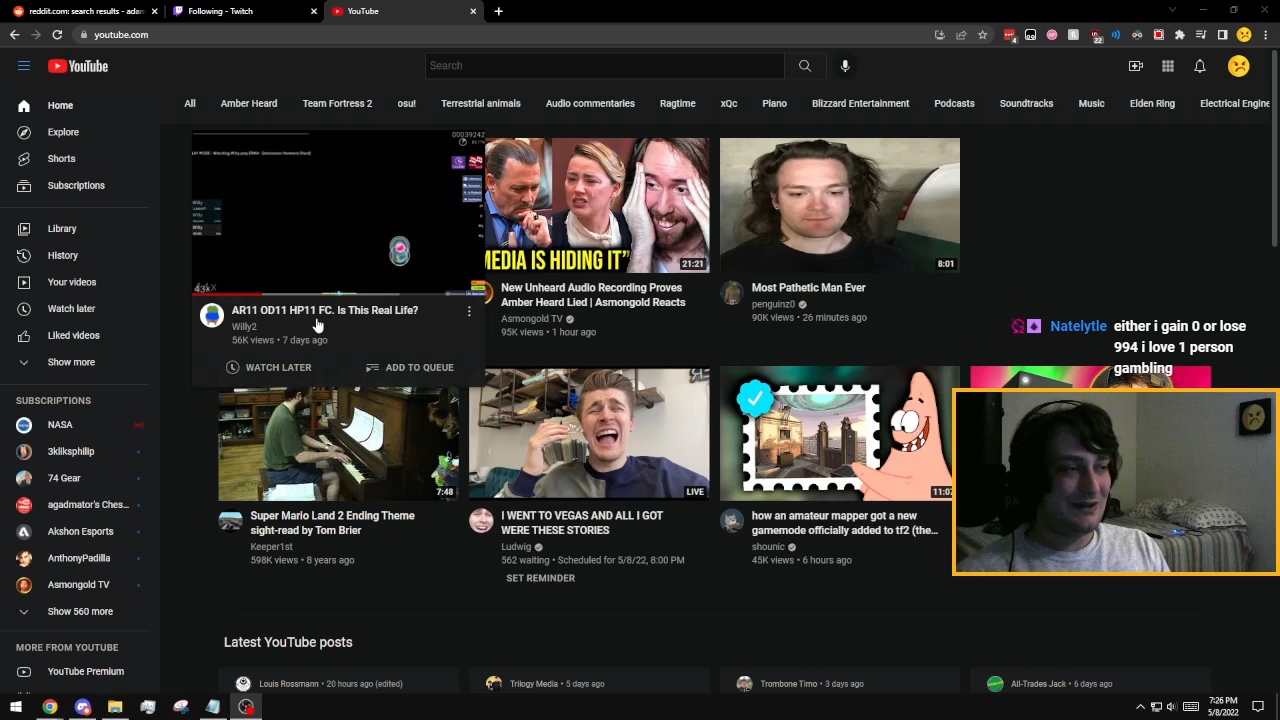 reddit.com: search results - adam
Following - Twitch
YouTube
youtube.com
4
22
YouTube
Search
All
Amber Heard
Team Fortress 2
osu!
Terrestrial animals
Audio commentaries
Ragtime
xQc
Piano
Blizzard Entertainment
Podcasts
Soundtracks
Music
Elden Ring
Electrical Engine
Home
Explore
Shorts
Subscriptions
Library
History
Your videos
Watch later
Liked videos
Show more
SUBSCRIPTIONS
NASA
3kliksphilip
74 Gear
agadmator's Ches...
Akshon Esports
AnthonyPadilla
Asmongold TV
Show 560 more
MORE FROM YOUTUBE
YouTube Premium
00039242
43kX
AR11 OD11 HP11 FC. Is This Real Life?
Willy2
56K views • 7 days ago
WATCH LATER
ADD TO QUEUE
MEDIA IS HIDING IT"
21:21
New Unheard Audio Recording Proves
Amber Heard Lied | Asmongold Reacts
Asmongold TV
95K views • 1 hour ago
8:01
Most Pathetic Man Ever
penguinz0
90K views • 26 minutes ago
Natelytle either i gain 0 or lose
994 i love 1 person
gambling
7:48
Super Mario Land 2 Ending Theme
sight-read by Tom Brier
Keeper1st
598K views • 8 years ago
LIVE
I WENT TO VEGAS AND ALL I GOT
WERE THESE STORIES
Ludwig
562 waiting • Scheduled for 5/8/22, 8:00 PM
SET REMINDER
11:07
how an amateur mapper got a new
gamemode officially added to tf2 (the...
shounic
45K views • 6 hours ago
Latest YouTube posts
Louis Rossmann • 20 hours ago (edited)
Trilogy Media • 5 days ago
Trombone Timo • 3 days ago
All-Trades Jack • 6 days ago
7:26 PM
5/8/2022